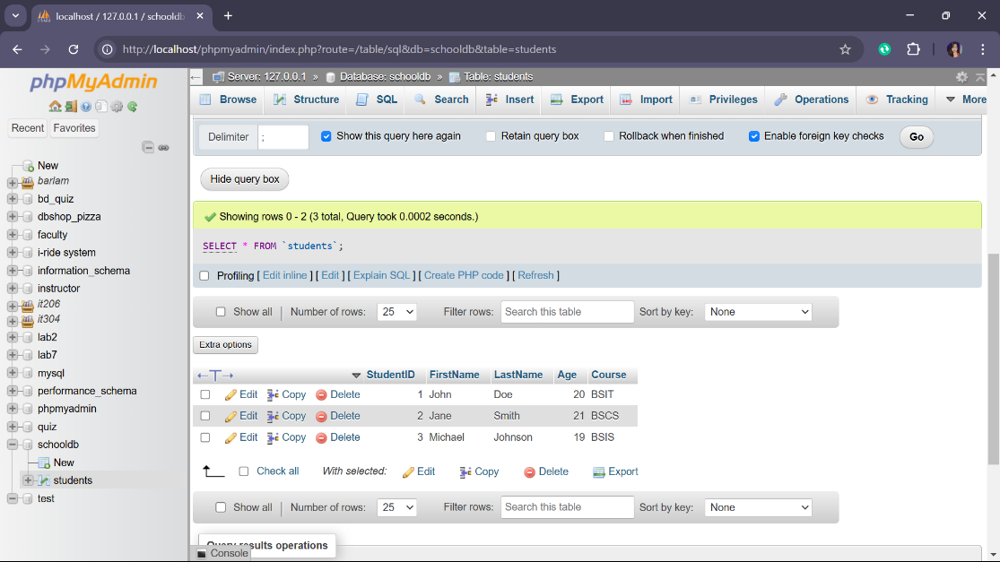 localhost / 127.0.0.1 / schooldb
http://localhost/phpmyadmin/index.php?route=/table/sql&db=schooldb&table=students
phpMyAdmin
Recent Favorites
New
barlam
bd_quiz
dbshop_pizza
faculty
i-ride system
information_schema
instructor
it206
it304
lab2
lab7
mysql
performance_schema
phpmyadmin
quiz
schooldb
New
students
test
Server: 127.0.0.1 » Database: schooldb » Table: students
Browse Structure SQL Search Insert Export Import Privileges Operations Tracking More
Delimiter ; Show this query here again Retain query box Rollback when finished Enable foreign key checks Go
Hide query box
Showing rows 0 - 2 (3 total, Query took 0.0002 seconds.)
SELECT * FROM `students`;
Profiling [ Edit inline ] [ Edit ] [ Explain SQL ] [ Create PHP code ] [ Refresh ]
Show all Number of rows: 25 Filter rows: Search this table Sort by key: None
Extra options
←T→ StudentID FirstName LastName Age Course
Edit Copy Delete 1 John Doe 20 BSIT
Edit Copy Delete 2 Jane Smith 21 BSCS
Edit Copy Delete 3 Michael Johnson 19 BSIS
Check all With selected: Edit Copy Delete Export
Show all Number of rows: 25 Filter rows: Search this table Sort by key: None
Query results operations
Console